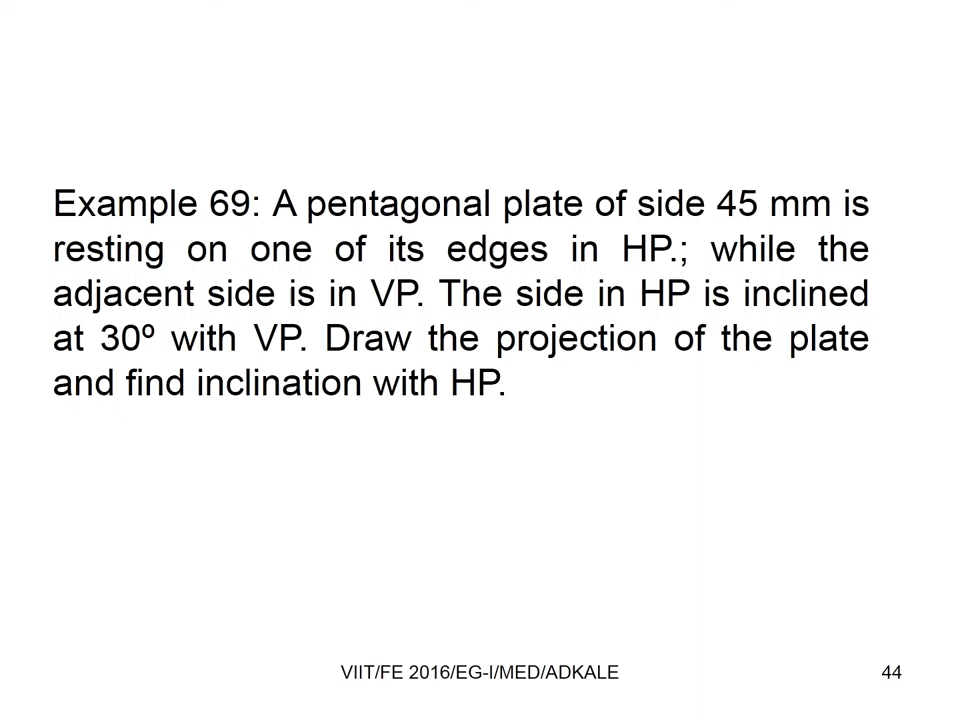 Example 69: A pentagonal plate of side 45 mm is
resting on one of its edges in HP.; while the
adjacent side is in VP. The side in HP is inclined
at 30º with VP. Draw the projection of the plate
and find inclination with HP.
VIIT/FE 2016/EG-I/MED/ADKALE
44